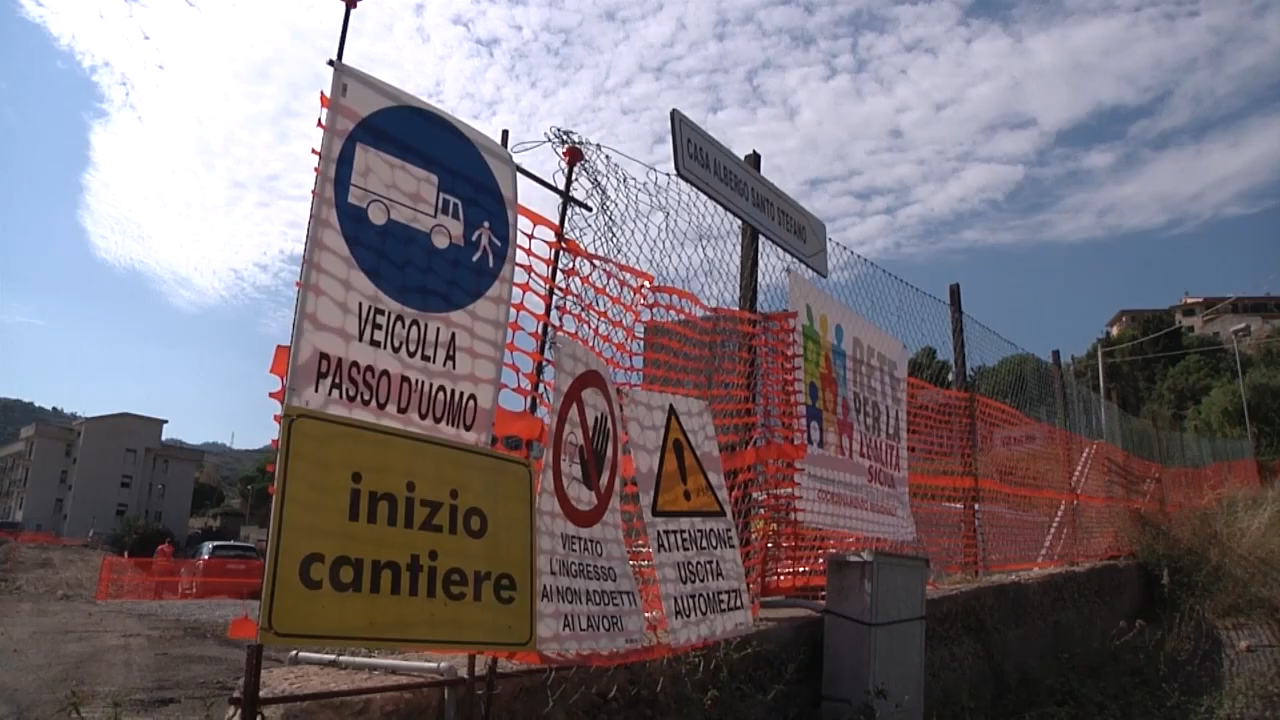 VEICOLI A
PASSO D'UOMO
inizio
cantiere
VIETATO
L'INGRESSO
AI NON ADDETTI
AI LAVORI
ATTENZIONE
USCITA
AUTOMEZZI
CASA ALBERGO SANTO STEFANO
RETE
PER LA
LEGALITÀ
SICILIA